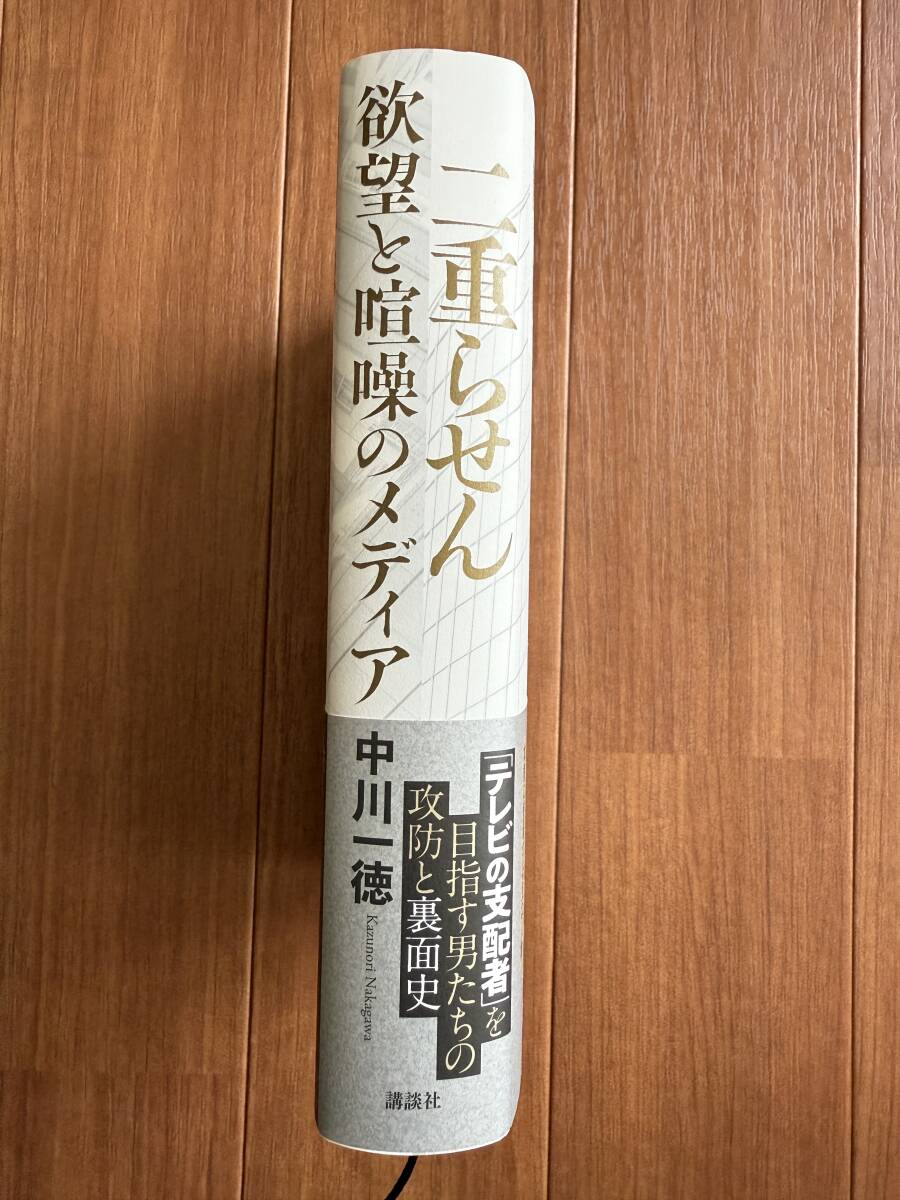 二重らせん
欲望と喧噪のメディア
「テレビの支配者」を
目指す男たちの
攻防と裏面史
中川一徳
Kazunori Nakagawa
講談社